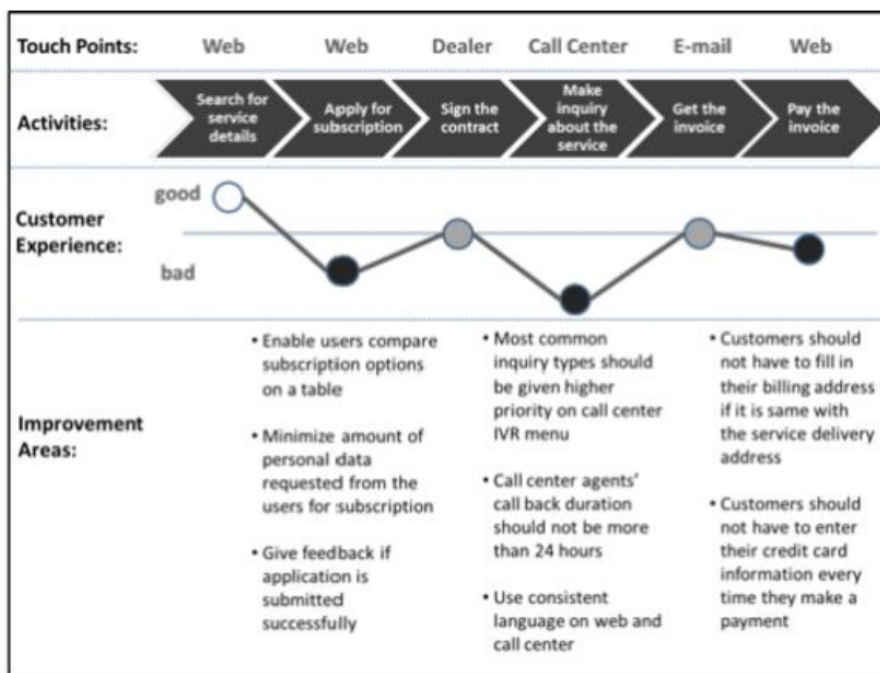 Touch Points: Web Web Dealer Call Center E-mail Web
Activities:
Search for
service
details
Apply for
subscription
Sign the
contract
Make
inquiry
about the
service
Get the
invoice
Pay the
invoice
Customer
Experience:
good
bad
Improvement
Areas:
• Enable users compare
subscription options
on a table
• Minimize amount of
personal data
requested from the
users for subscription
• Give feedback if
application is
submitted
successfully
• Most common
inquiry types should
be given higher
priority on call center
IVR menu
• Call center agents'
call back duration
should not be more
than 24 hours
• Use consistent
language on web and
call center
• Customers should
not have to fill in
their billing address
if it is same with
the service delivery
address
• Customers should
not have to enter
their credit card
information every
time they make a
payment